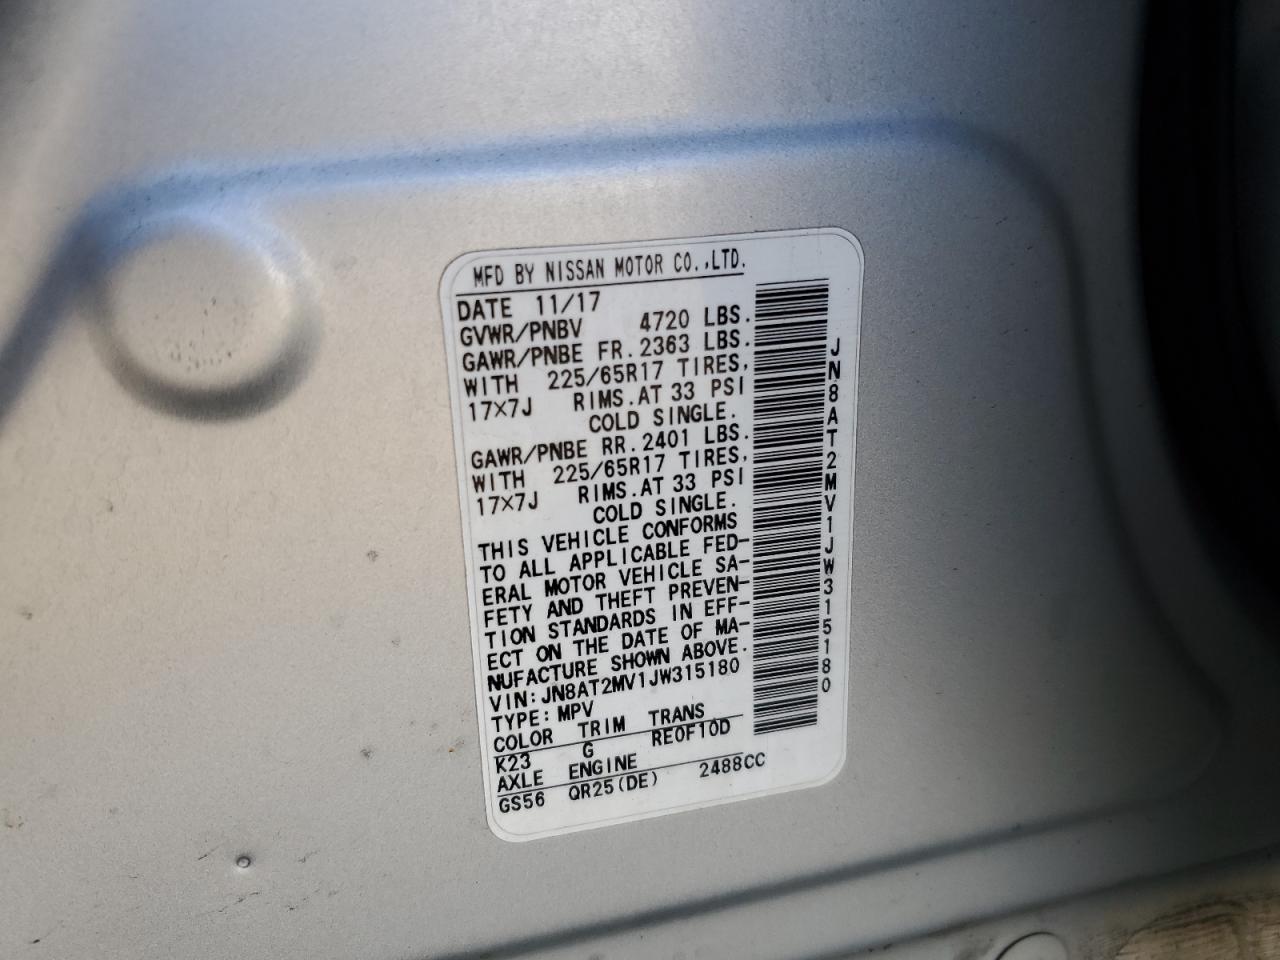 MFD BY NISSAN MOTOR CO.,LTD.
DATE 11/17
GVWR/PNBV 4720 LBS.
GAWR/PNBE FR. 2363 LBS.
WITH 225/65R17 TIRES,
17×7J RIMS.AT 33 PSI
COLD SINGLE.
GAWR/PNBE RR. 2401 LBS.
WITH 225/65R17 TIRES,
17×7J RIMS.AT 33 PSI
COLD SINGLE.
THIS VEHICLE CONFORMS
TO ALL APPLICABLE FED-
ERAL MOTOR VEHICLE SA-
FETY AND THEFT PREVEN-
TION STANDARDS IN EFF-
ECT ON THE DATE OF MA-
NUFACTURE SHOWN ABOVE.
VIN:JN8AT2MV1JW315180
TYPE:MPV
COLOR TRIM TRANS
K23 G RE0F10D
AXLE ENGINE
GS56 QR25(DE) 2488CC
JN8AT2MV1JW315180